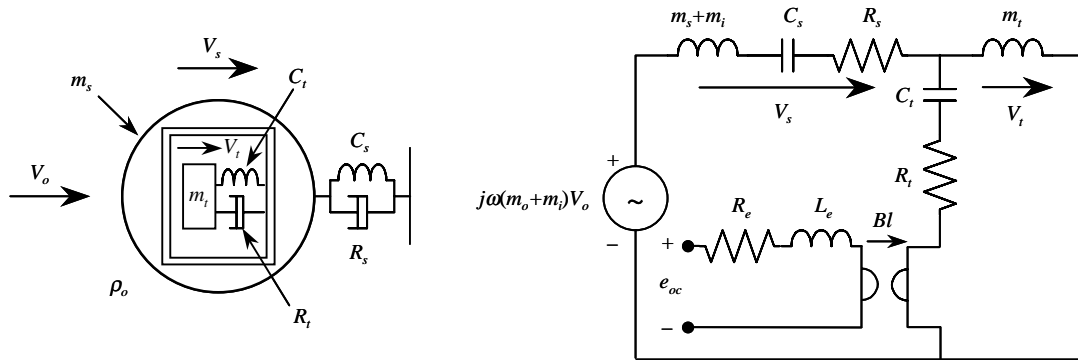 V_s
m_s
C_t
V_o
V_t
m_t
C_s
R_s
ρ_o
R_t
m_s+m_i
C_s
R_s
m_t
V_s
C_t
V_t
+
jω(m_o+m_i)V_o
~
−
R_t
R_e
L_e
Bl
+
e_oc
−